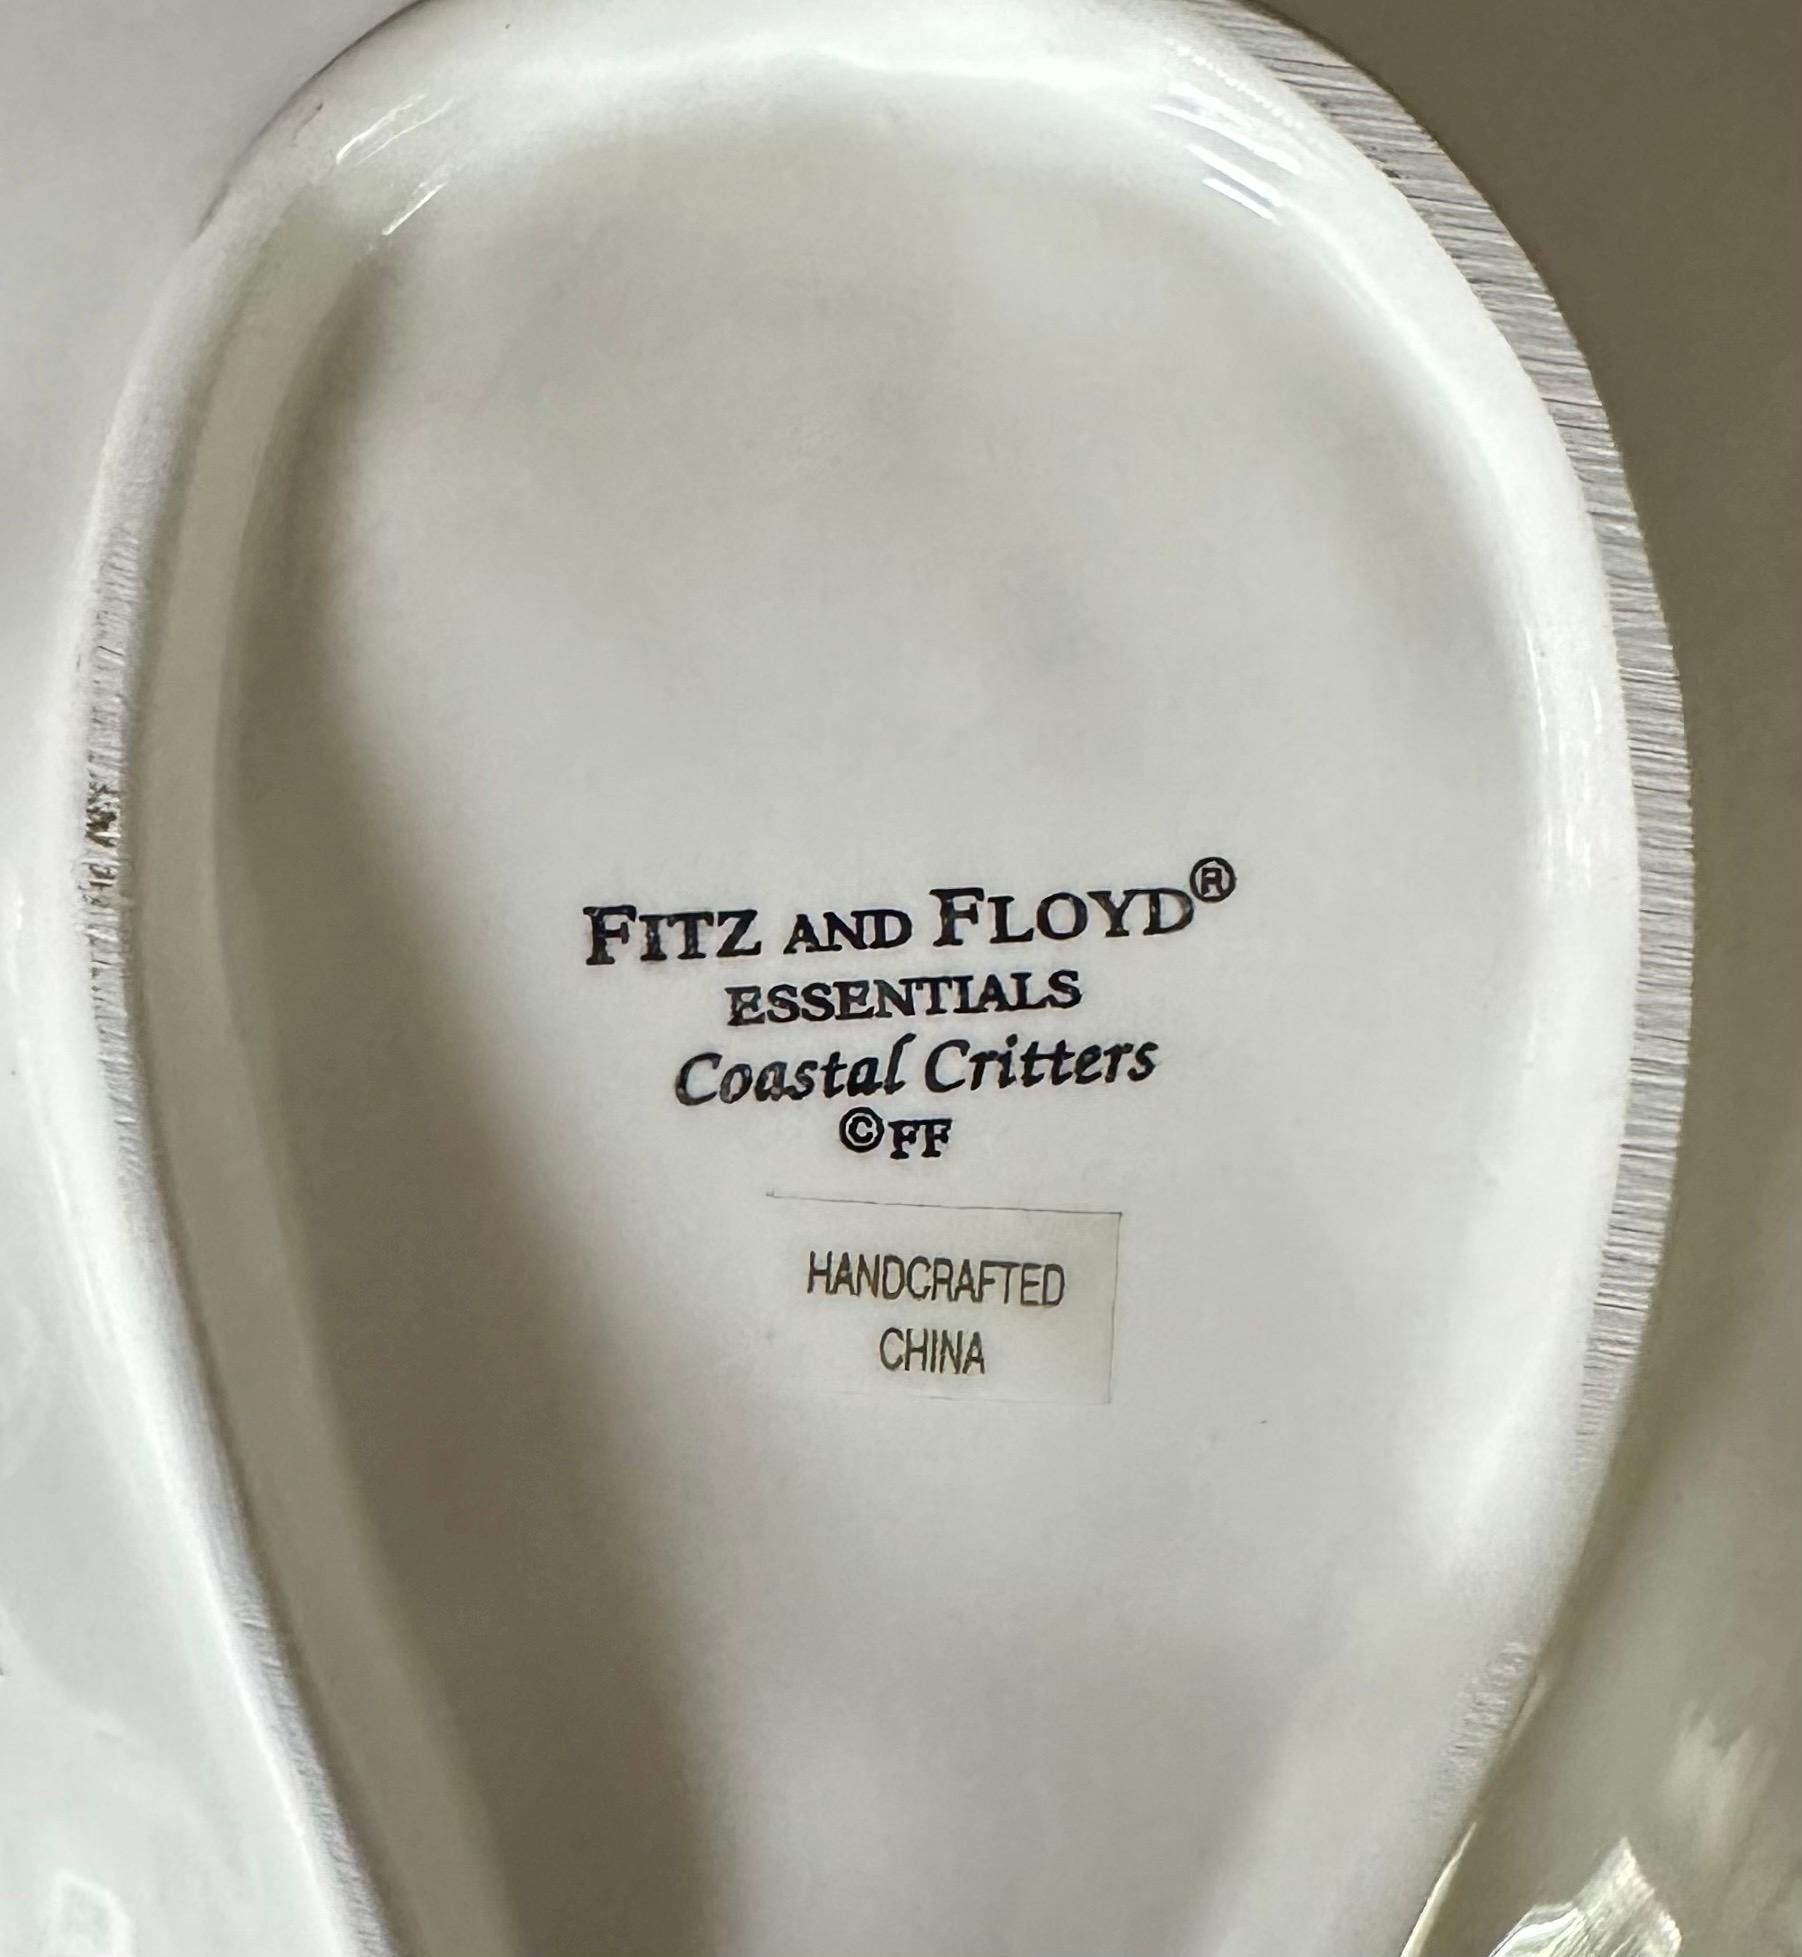 FITZ AND FLOYD®
ESSENTIALS
Coastal Critters
©FF
HANDCRAFTED
CHINA